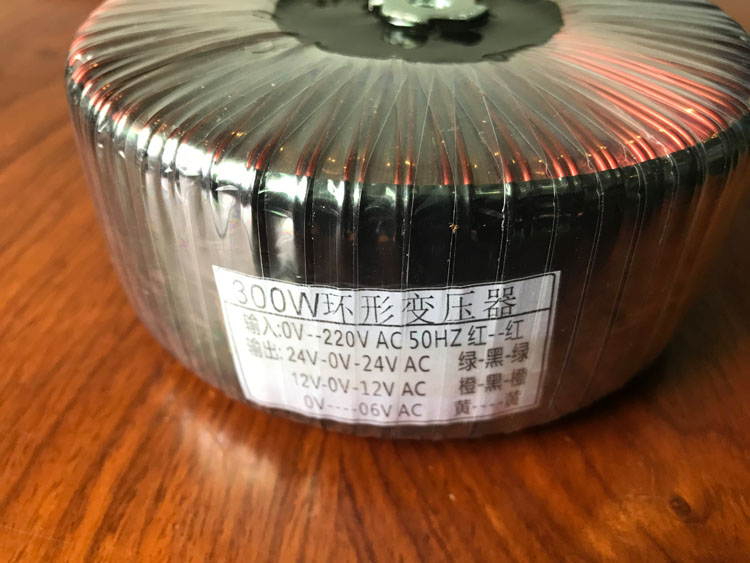 300W环形变压器
输入:0V--220V AC 50HZ 红--红
输出: 24V-0V-24V AC 绿-黑-绿
12V-0V-12V AC 橙-黑-橙
0V----06V AC 黄----黄